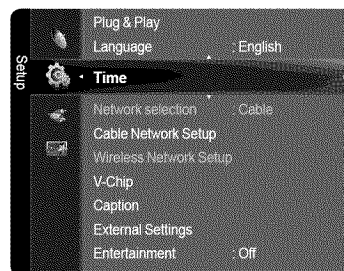 Setup
Plug & Play
Language : English
Time
Network selection : Cable
Cable Network Setup
Wireless Network Setup
V-Chip
Caption
External Settings
Entertainment : Off